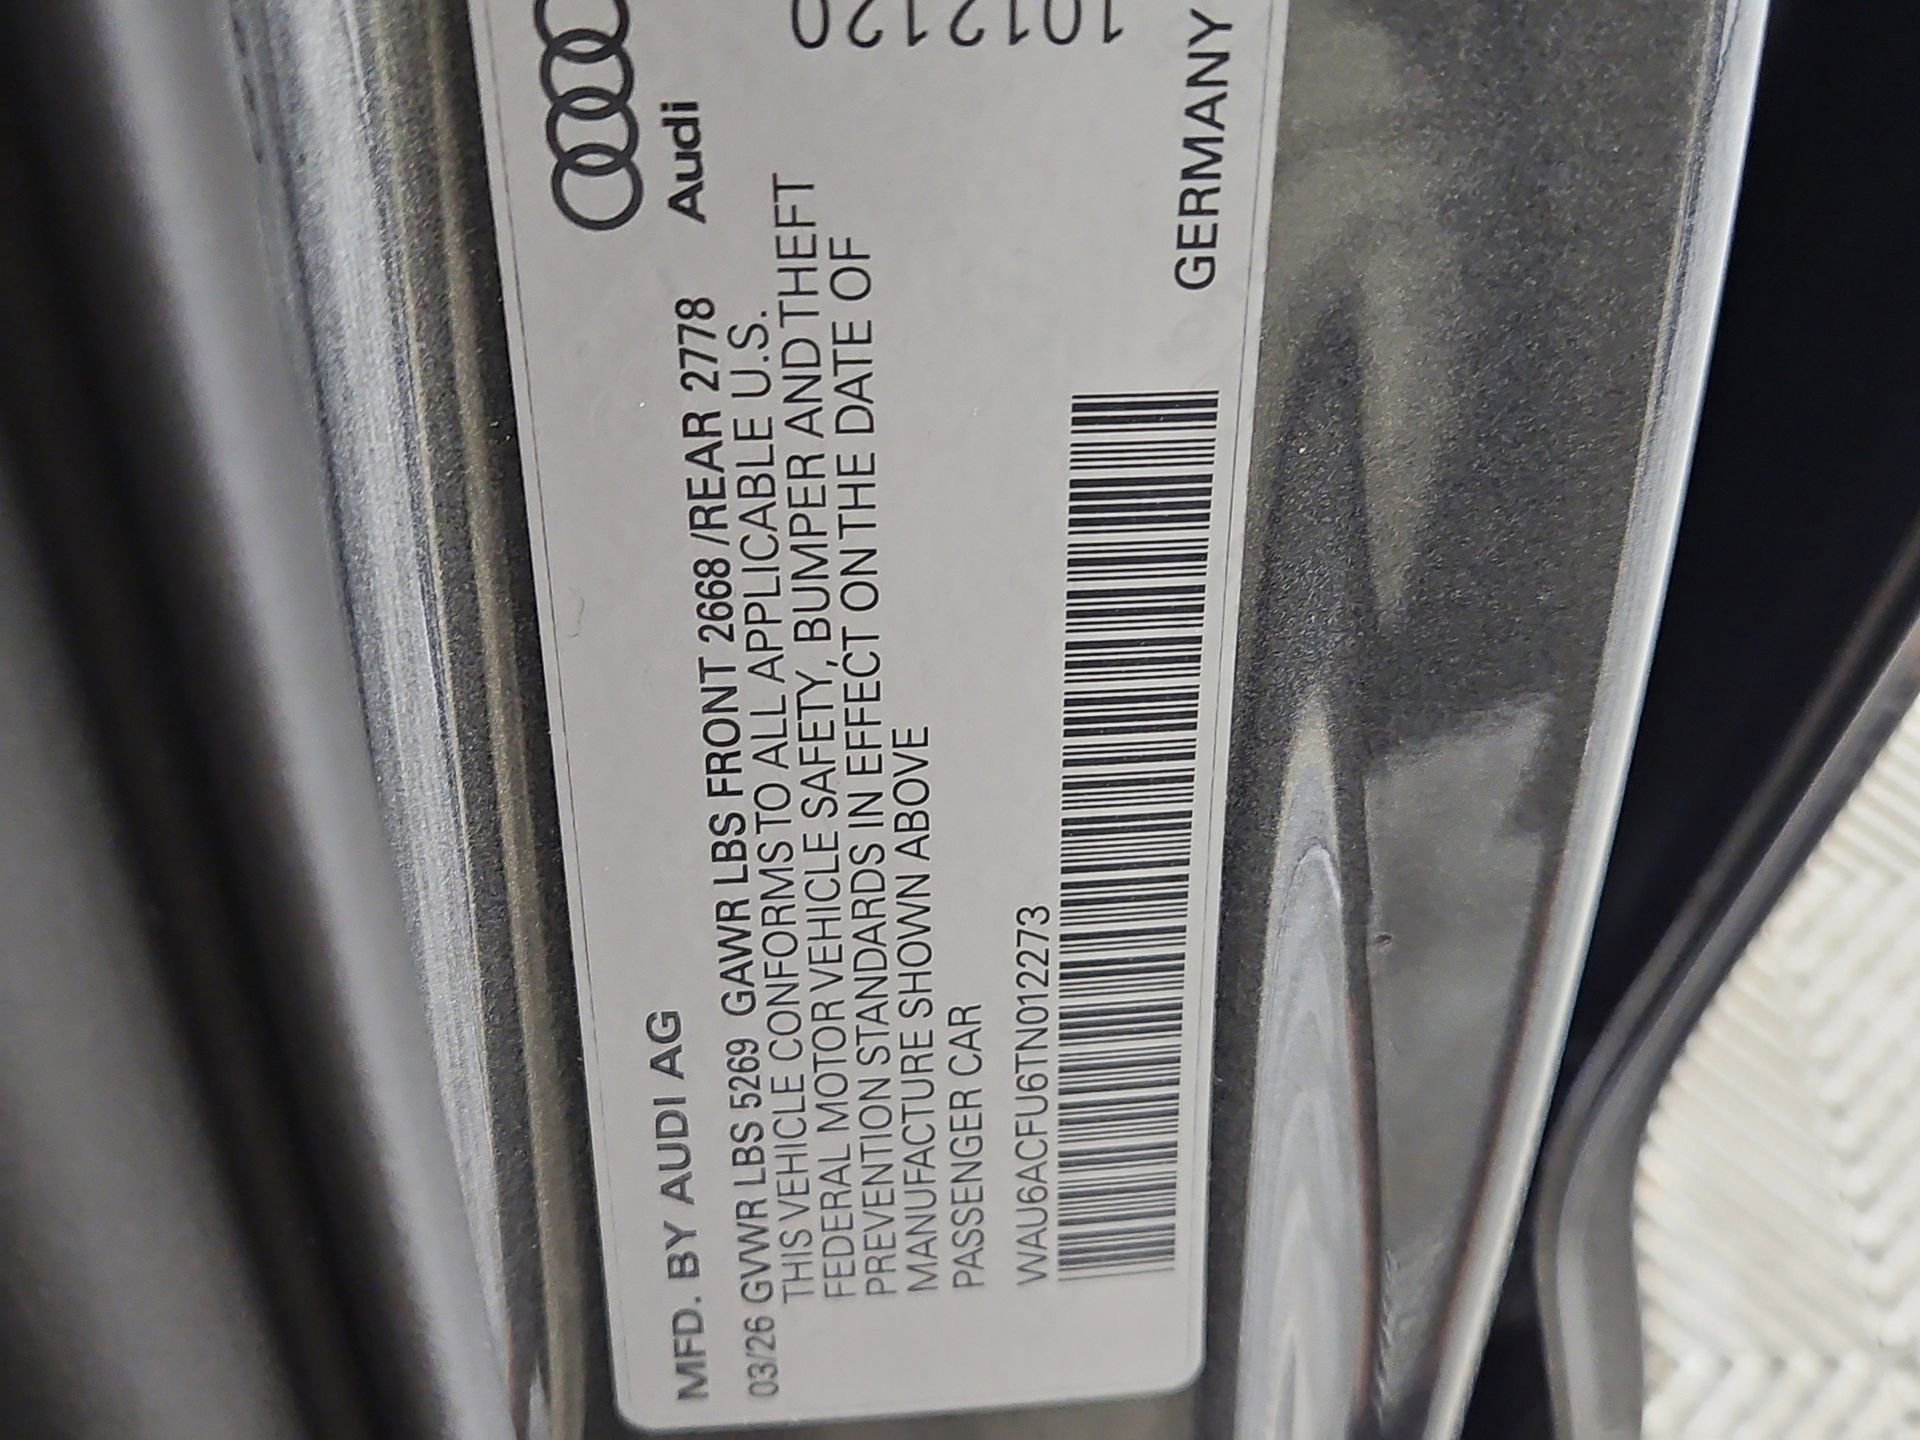 MFD. BY AUDI AG
03/26 GVWR LBS 5269 GAWR LBS FRONT 2668 /REAR 2778
THIS VEHICLE CONFORMS TO ALL APPLICABLE U.S.
FEDERAL MOTOR VEHICLE SAFETY, BUMPER AND THEFT
PREVENTION STANDARDS IN EFFECT ON THE DATE OF
MANUFACTURE SHOWN ABOVE
PASSENGER CAR
WAU6ACFU6TN012273
Audi
GERMANY